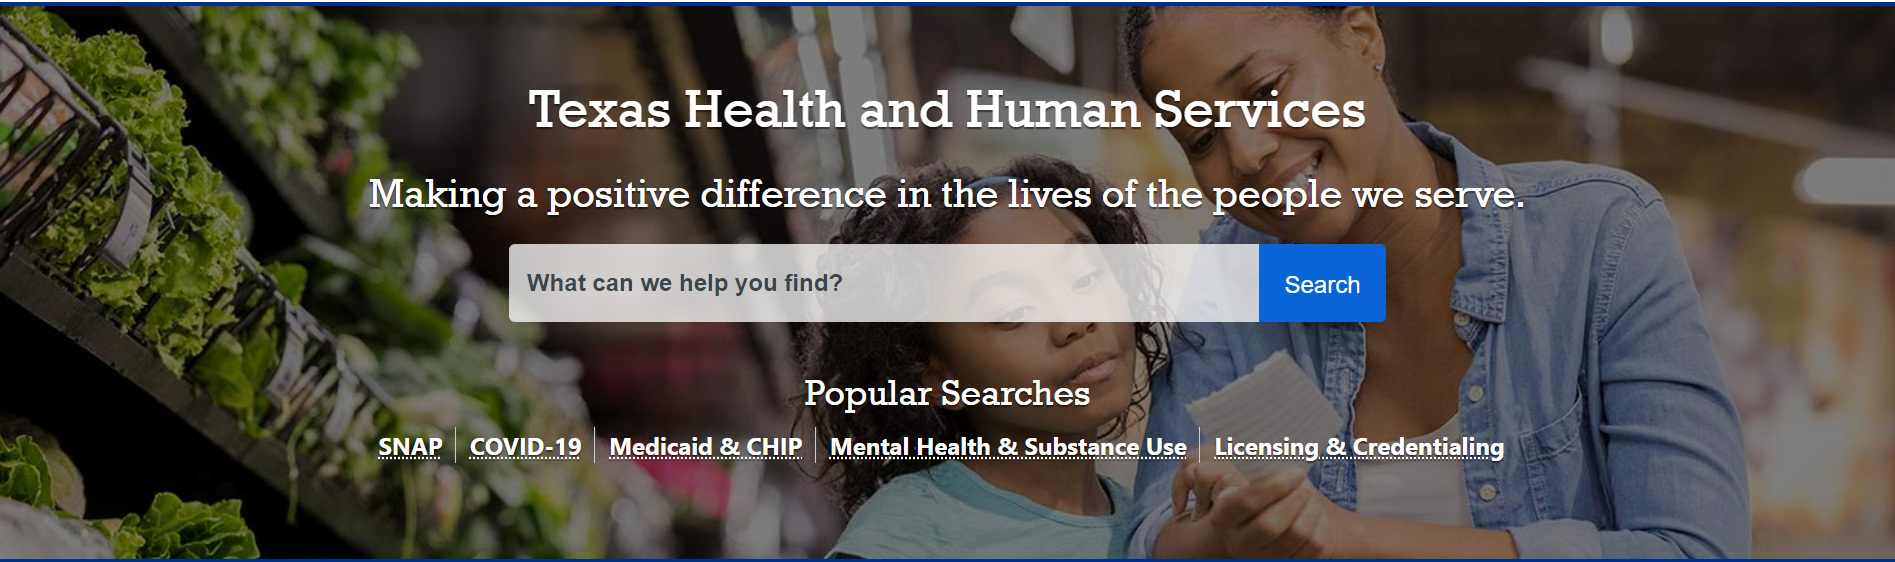 Texas Health and Human Services
Making a positive difference in the lives of the people we serve.
What can we help you find?
Search
Popular Searches
SNAP
COVID-19
Medicaid & CHIP
Mental Health & Substance Use
Licensing & Credentialing